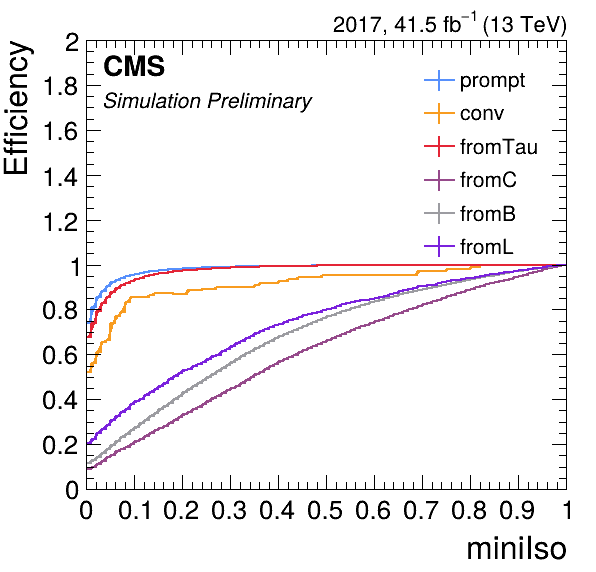 2017, 41.5 fb⁻¹ (13 TeV)
CMS
Simulation Preliminary
prompt
conv
fromTau
fromC
fromB
fromL
Efficiency
2
1.8
1.6
1.4
1.2
1
0.8
0.6
0.4
0.2
0
0 0.1 0.2 0.3 0.4 0.5 0.6 0.7 0.8 0.9 1
miniIso